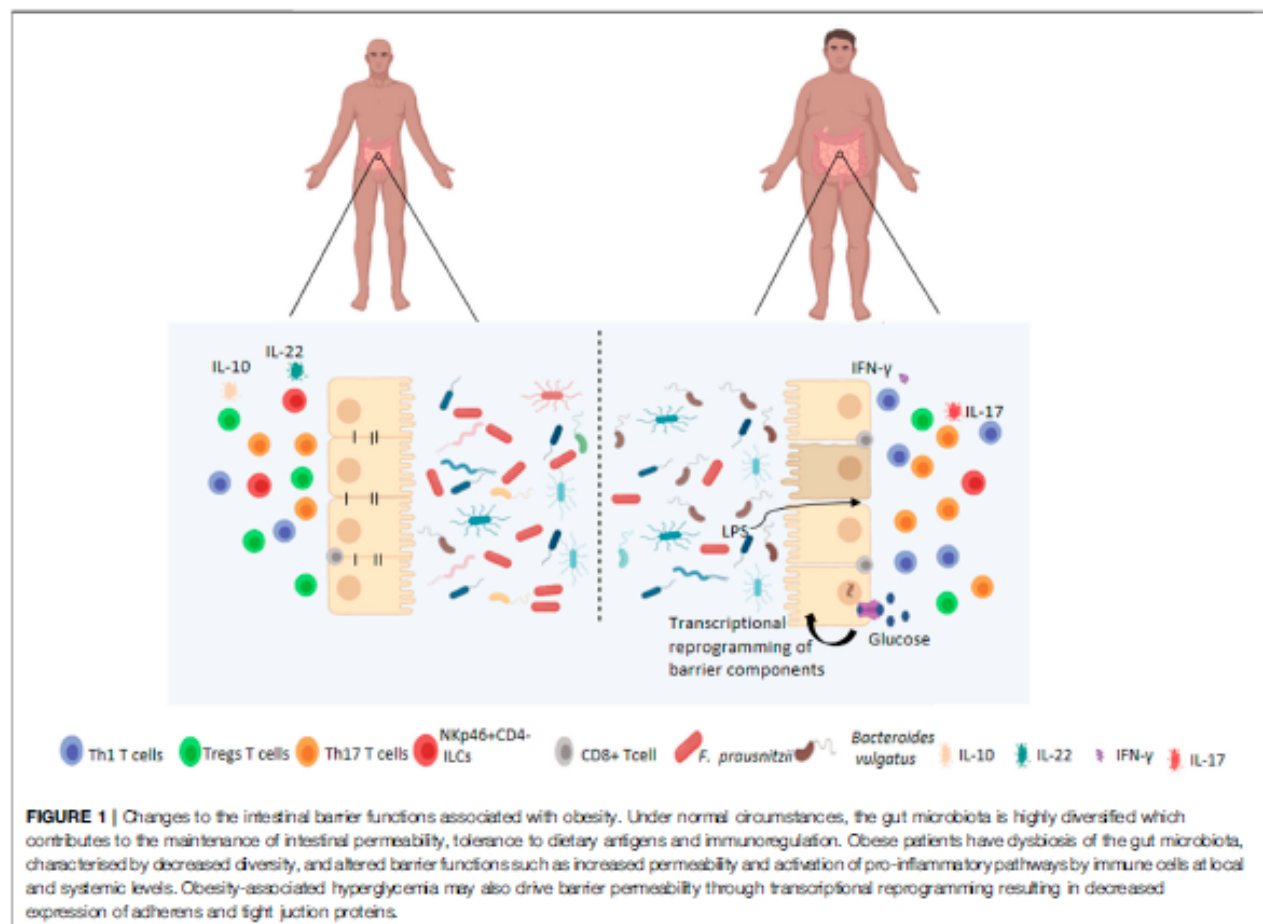 IL-22
IL-10
IFN-γ
IL-17
LPS
Transcriptional
reprogramming of
barrier components
Glucose
Th1 T cells
Tregs T cells
Th17 T cells
NKp46+CD4-
ILCs
CD8+ Tcell
F. prausnitzii
Bacteroides
vulgatus
IL-10
IL-22
IFN-γ
IL-17
FIGURE 1 | Changes to the intestinal barrier functions associated with obesity. Under normal circumstances, the gut microbiota is highly diversified which
contributes to the maintenance of intestinal permeability, tolerance to dietary antigens and immunoregulation. Obese patients have dysbiosis of the gut microbiota,
characterised by decreased diversity, and altered barrier functions such as increased permeability and activation of pro-inflammatory pathways by immune cells at local
and systemic levels. Obesity-associated hyperglycemia may also drive barrier permeability through transcriptional reprogramming resulting in decreased
expression of adherens and tight juction proteins.